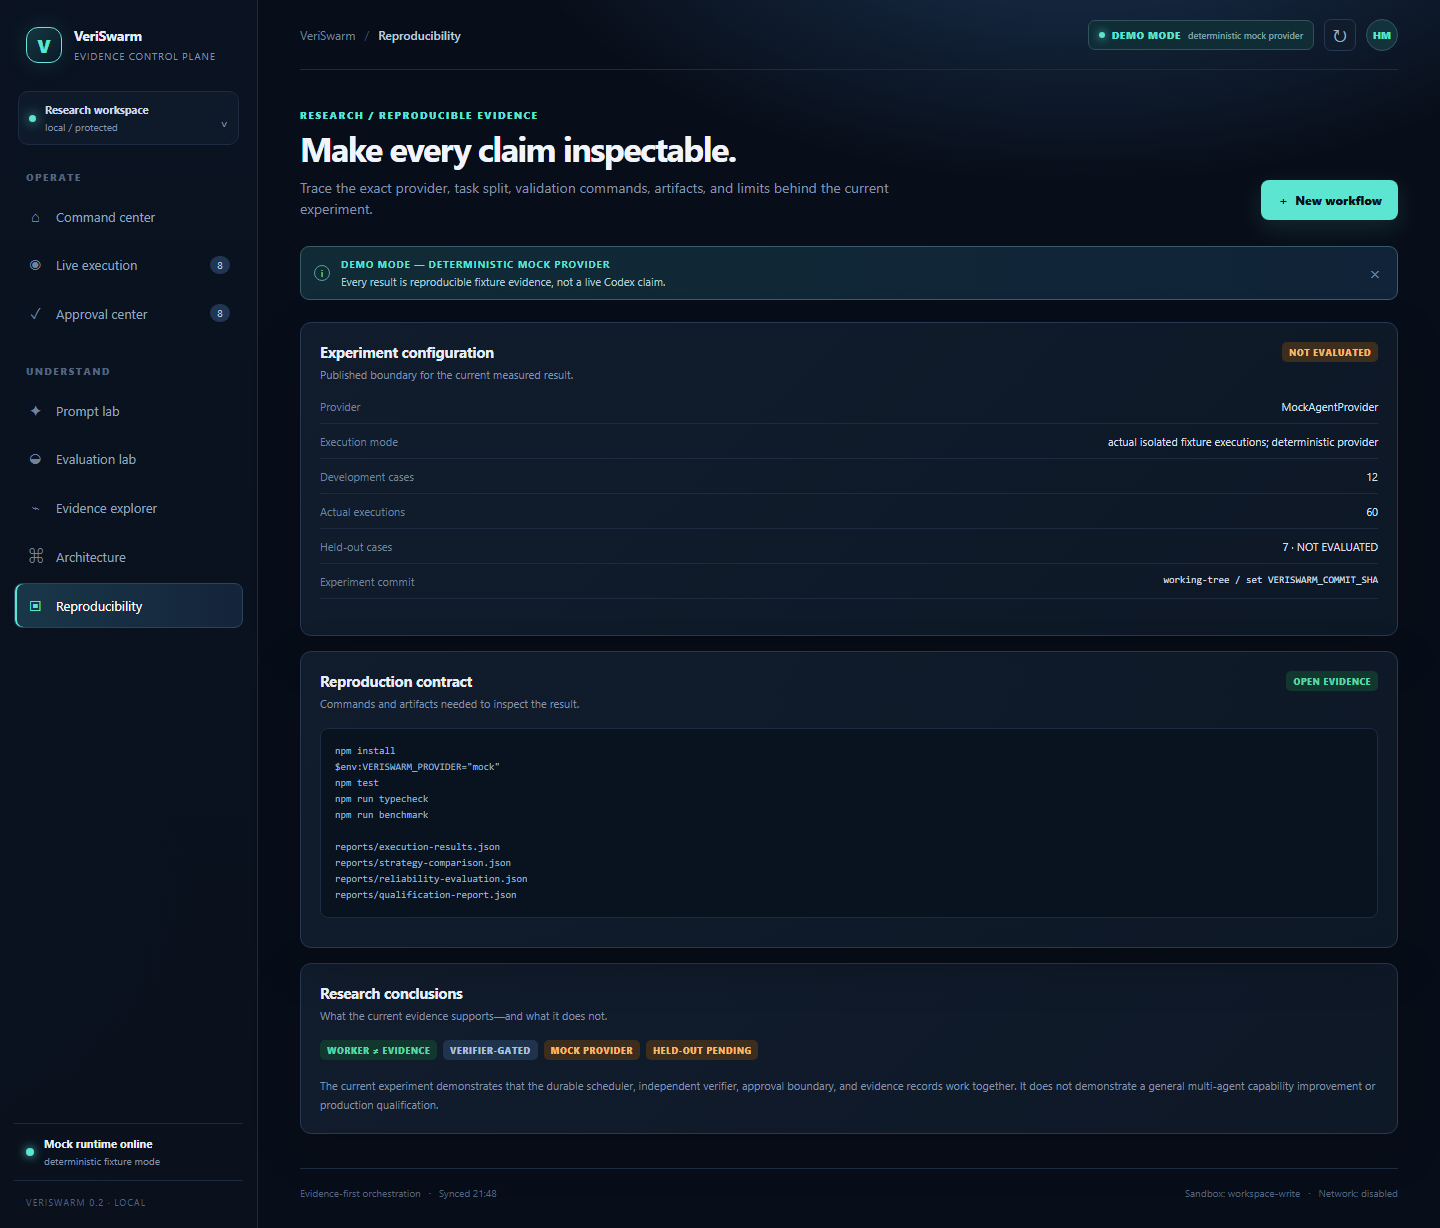 V
VeriSwarm
EVIDENCE CONTROL PLANE
Research workspace
local / protected
OPERATE
Command center
Live execution 8
Approval center 8
UNDERSTAND
Prompt lab
Evaluation lab
Evidence explorer
Architecture
Reproducibility
Mock runtime online
deterministic fixture mode
VERISWARM 0.2 · LOCAL
VeriSwarm / Reproducibility
DEMO MODE deterministic mock provider
HM
RESEARCH / REPRODUCIBLE EVIDENCE
Make every claim inspectable.
Trace the exact provider, task split, validation commands, artifacts, and limits behind the current
experiment.
+ New workflow
DEMO MODE — DETERMINISTIC MOCK PROVIDER
Every result is reproducible fixture evidence, not a live Codex claim.
Experiment configuration
NOT EVALUATED
Published boundary for the current measured result.
Provider MockAgentProvider
Execution mode actual isolated fixture executions; deterministic provider
Development cases 12
Actual executions 60
Held-out cases 7 · NOT EVALUATED
Experiment commit working-tree / set VERISWARM_COMMIT_SHA
Reproduction contract
OPEN EVIDENCE
Commands and artifacts needed to inspect the result.
npm install
$env:VERISWARM_PROVIDER="mock"
npm test
npm run typecheck
npm run benchmark
reports/execution-results.json
reports/strategy-comparison.json
reports/reliability-evaluation.json
reports/qualification-report.json
Research conclusions
What the current evidence supports—and what it does not.
WORKER ≠ EVIDENCE VERIFIER-GATED MOCK PROVIDER HELD-OUT PENDING
The current experiment demonstrates that the durable scheduler, independent verifier, approval boundary, and evidence records work together. It does not demonstrate a general multi-agent capability improvement or
production qualification.
Evidence-first orchestration · Synced 21:48
Sandbox: workspace-write · Network: disabled